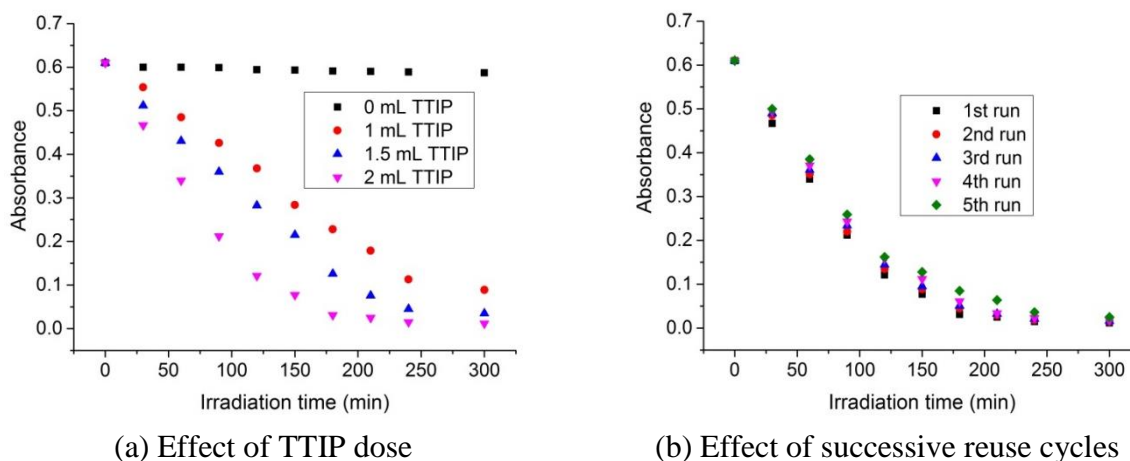 0.7
0.6
0.5
0.4
0.3
0.2
0.1
0.0
Absorbance
0 mL TTIP
1 mL TTIP
1.5 mL TTIP
2 mL TTIP
0 50 100 150 200 250 300
Irradiation time (min)
(a) Effect of TTIP dose
0.7
0.6
0.5
0.4
0.3
0.2
0.1
0.0
Absorbance
1st run
2nd run
3rd run
4th run
5th run
0 50 100 150 200 250 300
Irradiation time (min)
(b) Effect of successive reuse cycles